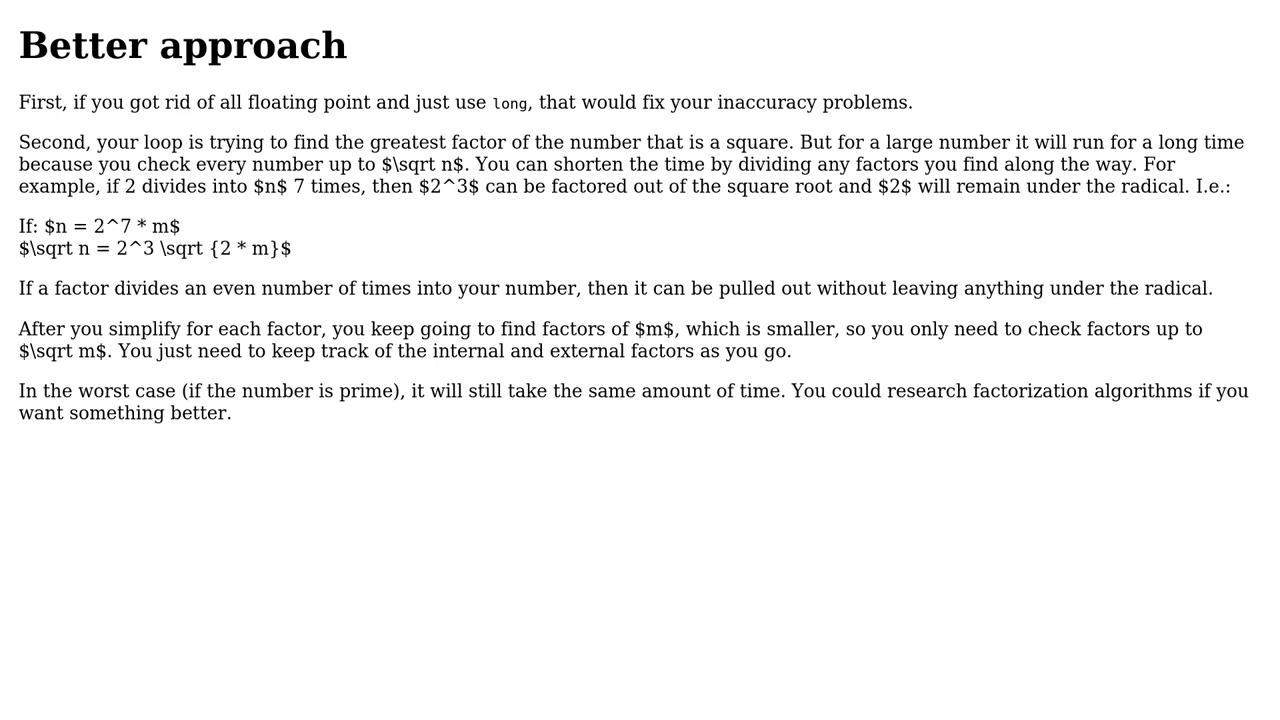 Better approach
First, if you got rid of all floating point and just use long, that would fix your inaccuracy problems.
Second, your loop is trying to find the greatest factor of the number that is a square. But for a large number it will run for a long time
because you check every number up to $\sqrt n$. You can shorten the time by dividing any factors you find along the way. For
example, if 2 divides into $n$ 7 times, then $2^3$ can be factored out of the square root and $2$ will remain under the radical. I.e.:
If: $n = 2^7 * m$
$\sqrt n = 2^3 \sqrt {2 * m}$
If a factor divides an even number of times into your number, then it can be pulled out without leaving anything under the radical.
After you simplify for each factor, you keep going to find factors of $m$, which is smaller, so you only need to check factors up to
$\sqrt m$. You just need to keep track of the internal and external factors as you go.
In the worst case (if the number is prime), it will still take the same amount of time. You could research factorization algorithms if you
want something better.